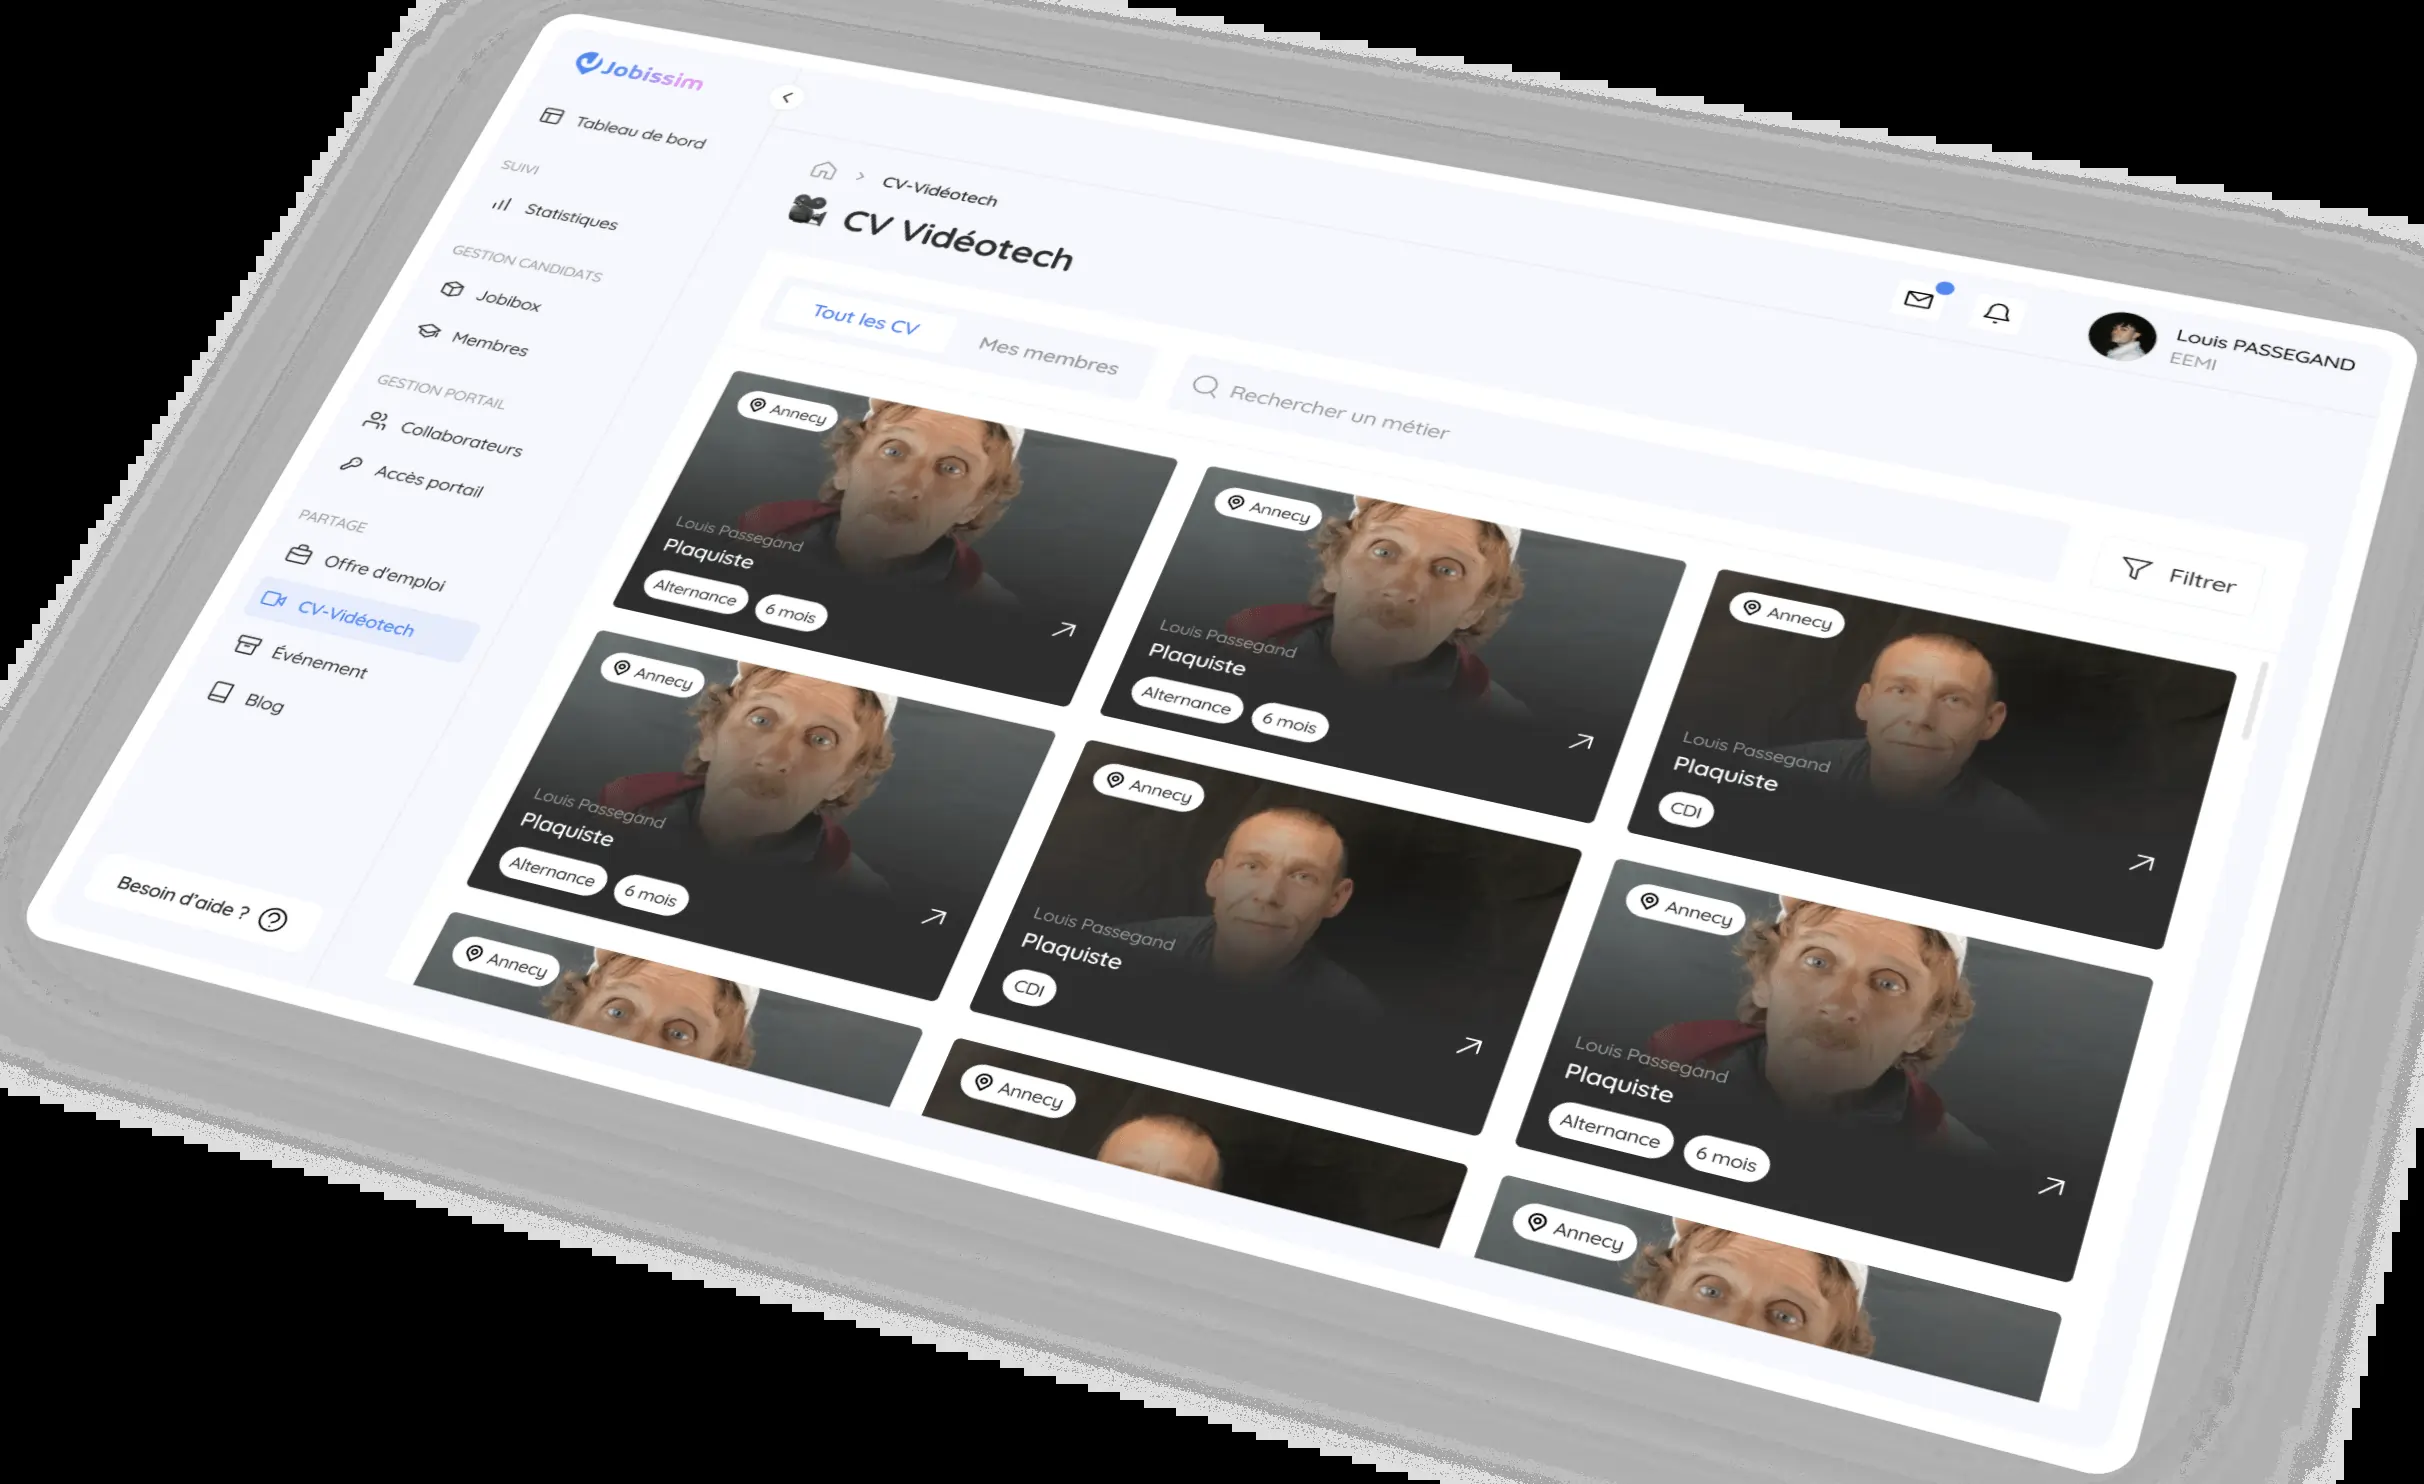 Jobissim
Tableau de bord
SUIVI
Statistiques
GESTION CANDIDATS
Jobibox
Membres
GESTION PORTAIL
Collaborateurs
Accès portail
PARTAGE
Offre d'emploi
CV-Vidéotech
Événement
Blog
Besoin d'aide ?
CV-Vidéotech
CV Vidéotech
Louis PASSEGAND
EEMI
Tout les CV
Mes membres
Rechercher un métier
Filtrer
Annecy
Louis Passegand
Plaquiste
Alternance 6 mois
Annecy
Louis Passegand
Plaquiste
Alternance 6 mois
Annecy
Louis Passegand
Plaquiste
CDI
Annecy
Louis Passegand
Plaquiste
Alternance 6 mois
Annecy
Louis Passegand
Plaquiste
CDI
Annecy
Louis Passegand
Plaquiste
Alternance 6 mois
Annecy
Annecy
Annecy